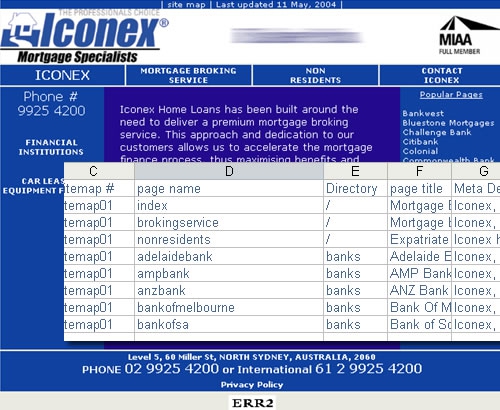 | site map | Last updated 11 May, 2004 |
THE PROFESSIONALS CHOICE
Iconex®
Mortgage Specialists
MIAA
FULL MEMBER
ICONEX
MORTGAGE BROKING SERVICE
NON RESIDENTS
CONTACT ICONEX
Phone #
9925 4200
FINANCIAL
INSTITUTIONS
CAR LEAS
EQUIPMENT F
Iconex Home Loans has been built around the
need to deliver a premium mortgage broking
service. This approach and dedication to our
customers allows us to accelerate the mortgage
finance process, thus maximising benefits and
Popular Pages
Bankwest
Bluestone Mortgages
Challenge Bank
Citibank
Colonial
Commonwealth Bank
C D E F G
temap # page name Directory page title Meta De
temap01 index / Mortgage B Iconex,
temap01 brokingservice / Mortgage b Iconex,
temap01 nonresidents / Expatriate Iconex h
temap01 adelaidebank banks Adelaide B Iconex,
temap01 ampbank banks AMP Bank Iconex,
temap01 anzbank banks ANZ Bank Iconex,
temap01 bankofmelbourne banks Bank Of M Iconex,
temap01 bankofsa banks Bank of So Iconex,
Level 5, 60 Miller St, NORTH SYDNEY, AUSTRALIA, 2060
PHONE 02 9925 4200 or International 61 2 9925 4200
Privacy Policy
ERR2